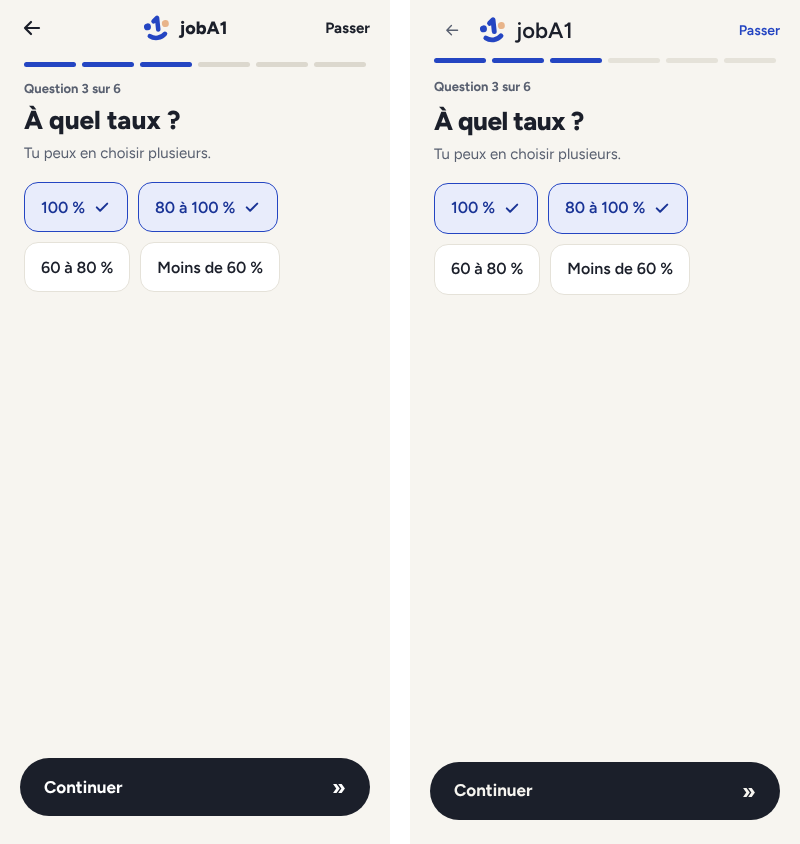 jobA1
Passer
Question 3 sur 6
À quel taux ?
Tu peux en choisir plusieurs.
100 %
80 à 100 %
60 à 80 %
Moins de 60 %
Continuer »
jobA1
Passer
Question 3 sur 6
À quel taux ?
Tu peux en choisir plusieurs.
100 %
80 à 100 %
60 à 80 %
Moins de 60 %
Continuer »